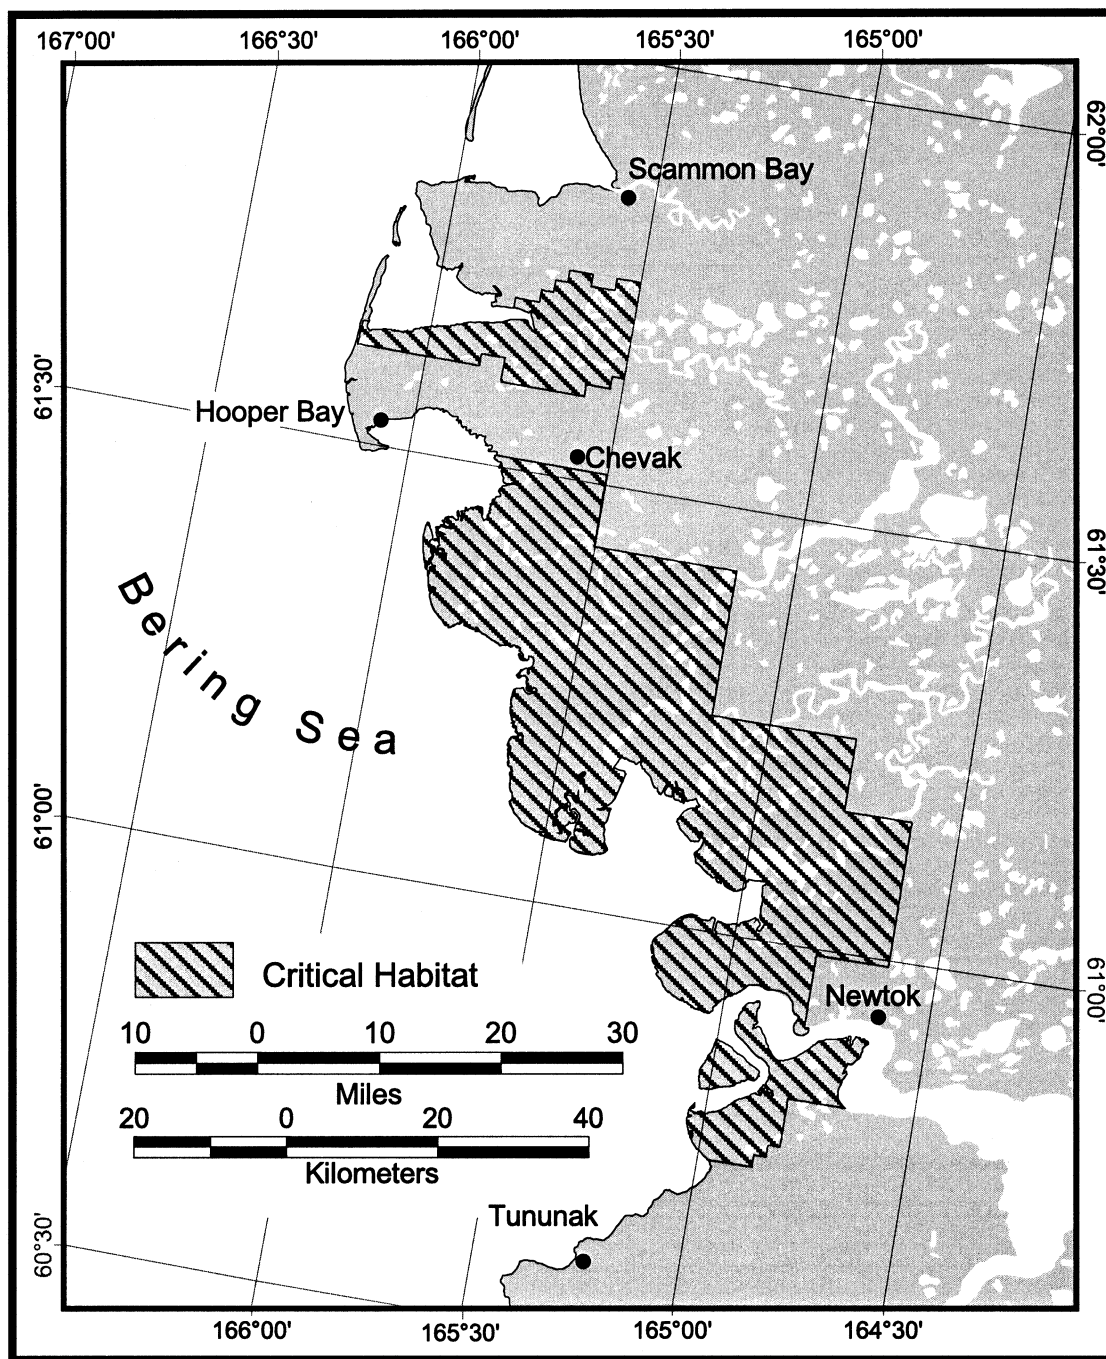 167°00' 166°30' 166°00' 165°30' 165°00'
62°00'
Scammon Bay
61°30'
Hooper Bay
Chevak
61°30'
Bering Sea
61°00'
Critical Habitat
Newtok
61°00'
10 0 10 20 30
Miles
20 0 20 40
Kilometers
Tununak
60°30'
166°00' 165°30' 165°00' 164°30'